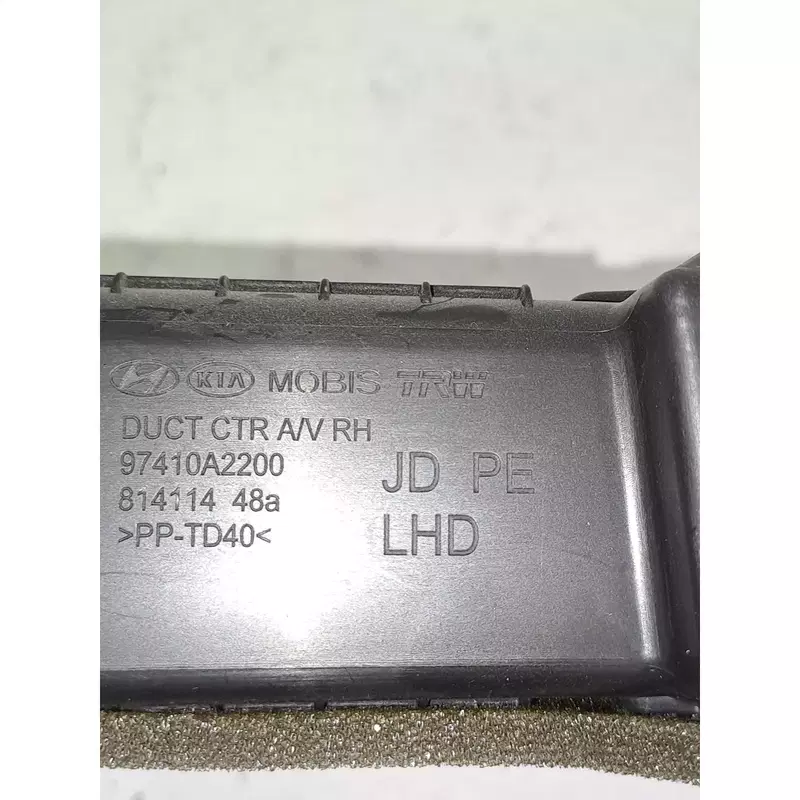 KIA MOBIS TRW
DUCT CTR A/V RH
97410A2200
814114 48a
>PP-TD40<
JD PE
LHD